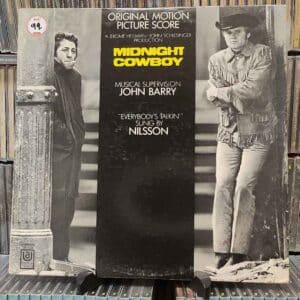 ORIGINAL MOTION
PICTURE SCORE
A JEROME HELLMAN-JOHN SCHLESINGER
PRODUCTION
MIDNIGHT
COWBOY
MUSICAL SUPERVISION
JOHN BARRY
"EVERYBODY'S TALKIN'"
SUNG BY
NILSSON